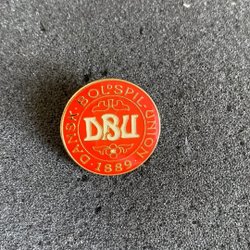 DANSK · BOLDSPIL · UNION
DBU
· 1889 ·